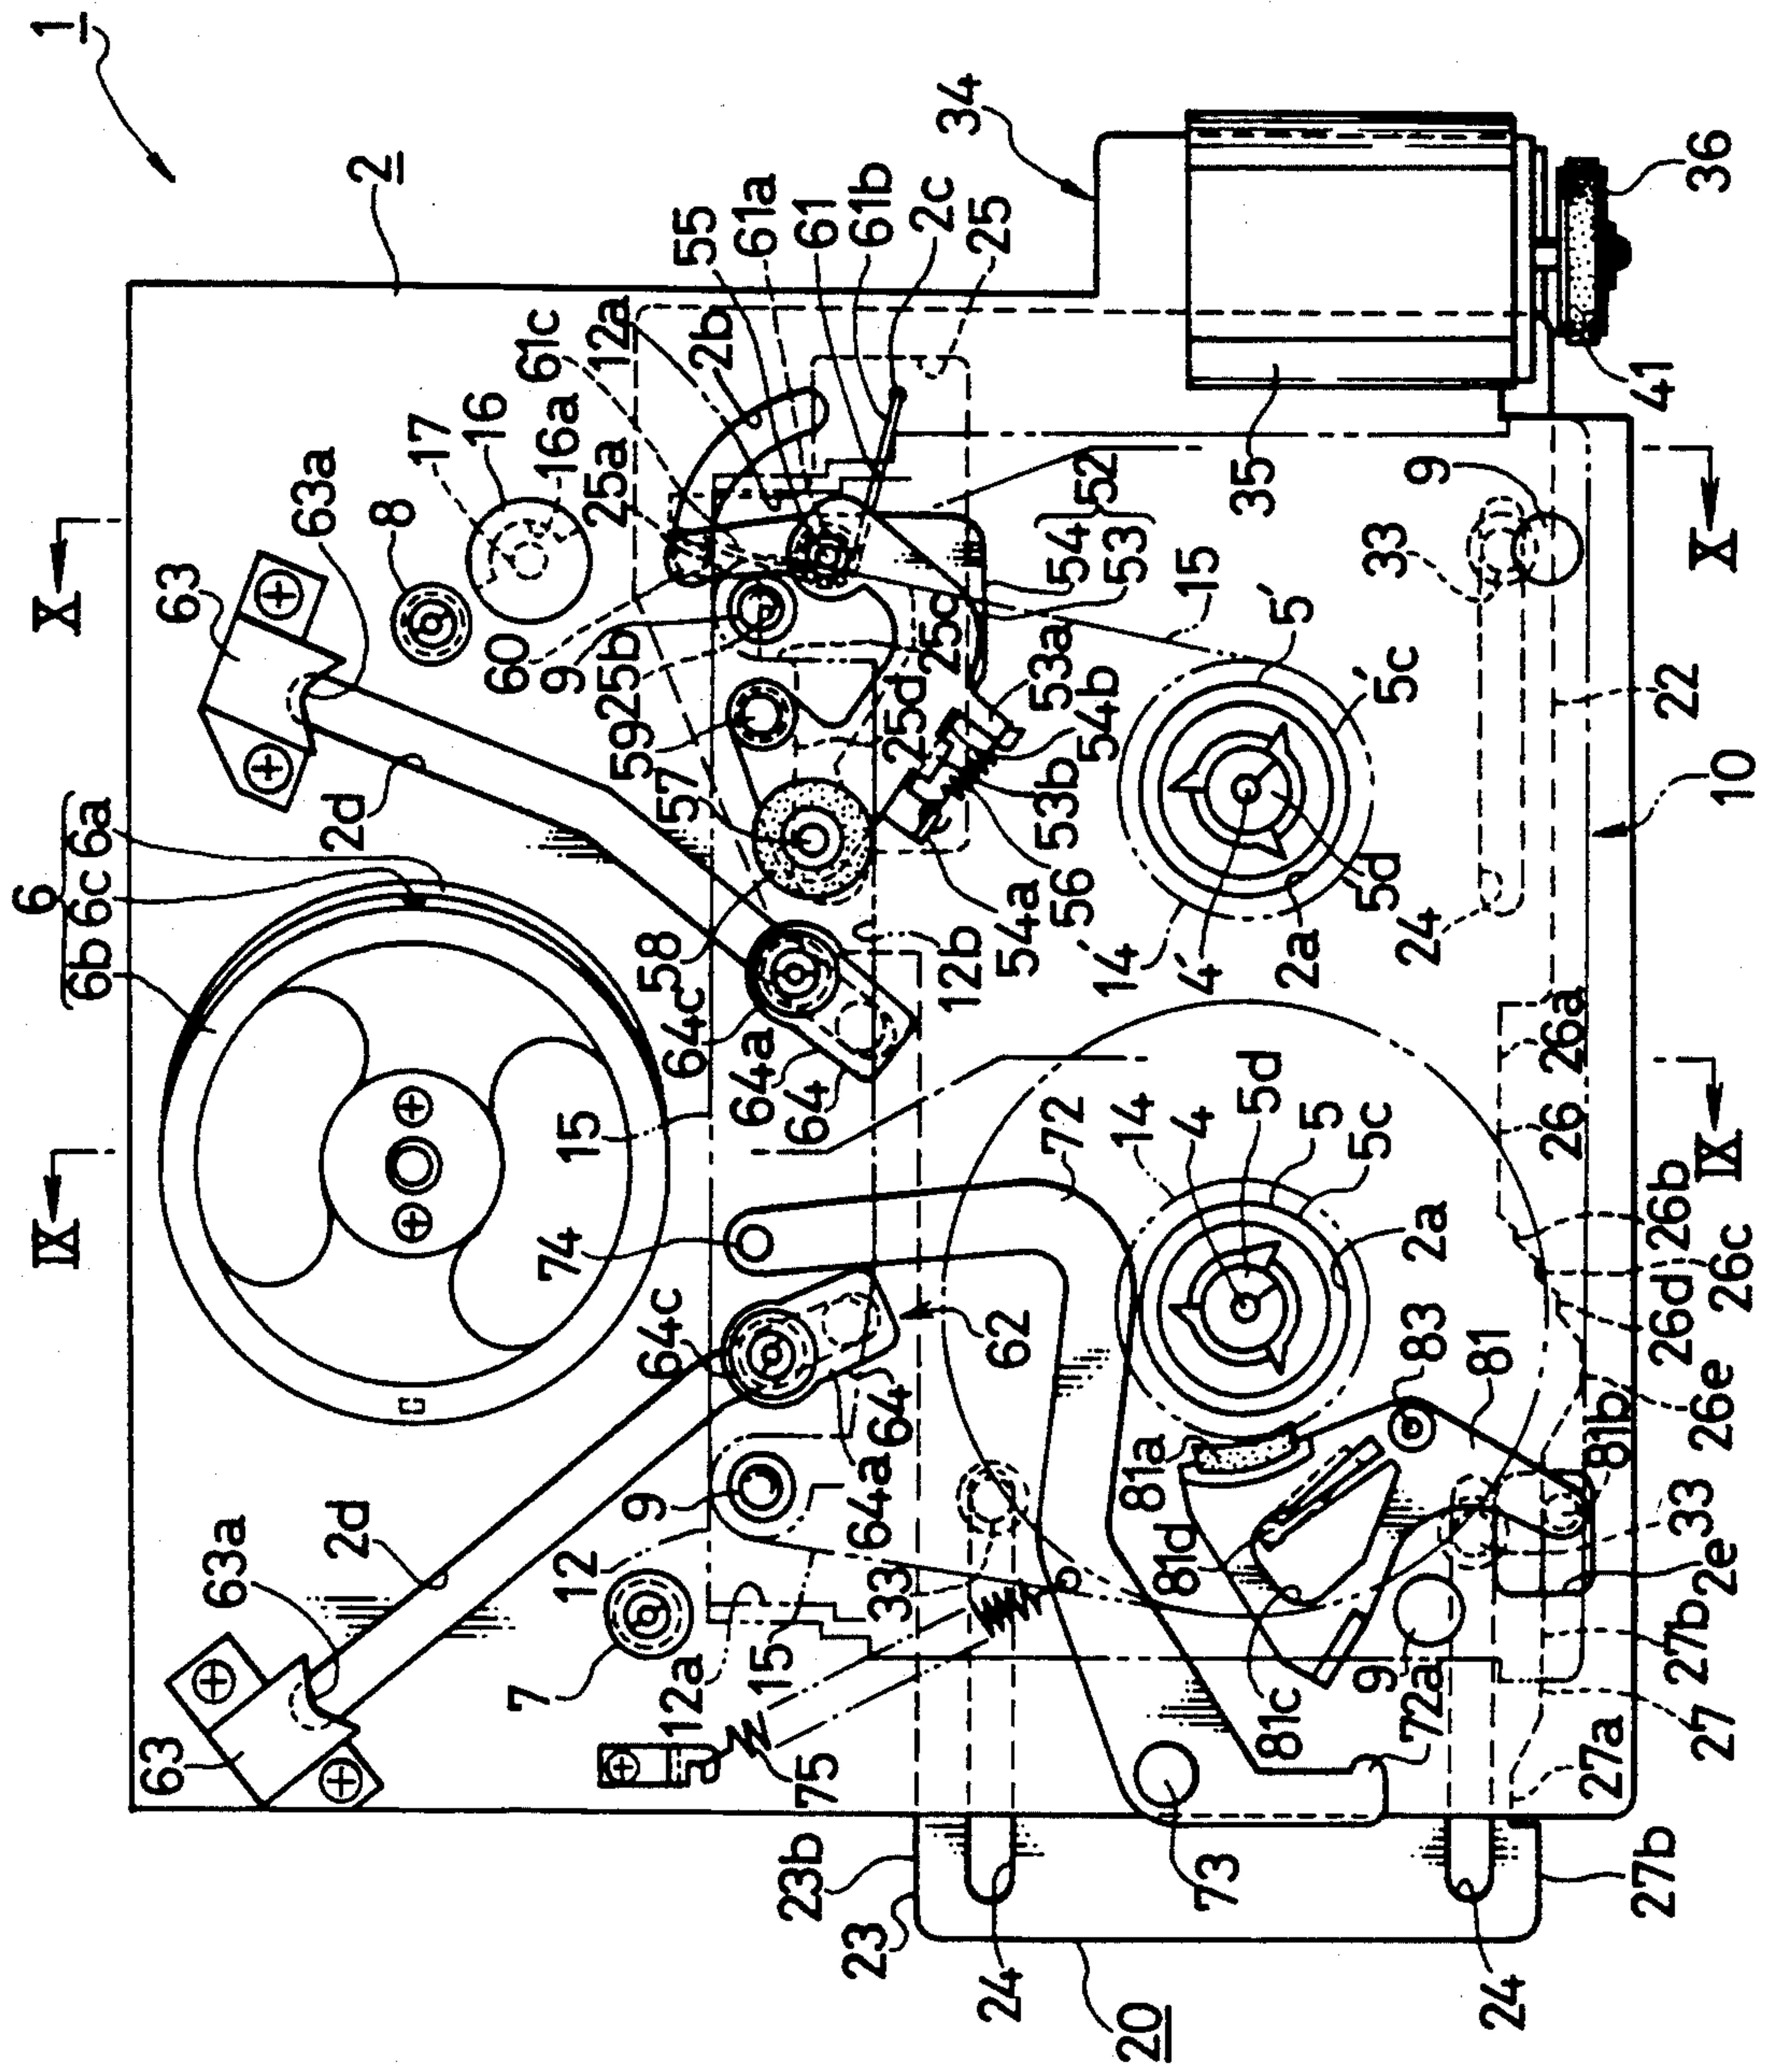 63
63a
2d
IX
6b 6c 6a
6
2d
63
63a
X
8
17
16
16a
25a
61c
12a
2b
55
61a
61
61b
2c
25
2
1
34
7
12a
15
12
9
64c
74
15
64c
64a
64
58
57
59
25b
9
60
23
23b
75
33
64a
64
62
72
12b
54a
56
53b
54b
53a
25d
25c
53
54
52
15
20
24
73
81c
81d
81a
14
4
5d
5
5c
2a
14'
4'
2a
5d
5'
5'c
35
24
27b
27a
72a
9
27
27b
2e
33
81b
81
83
26e
26d
26c
26b
IX
26
26a
24
10
22
33
9
X
41
36